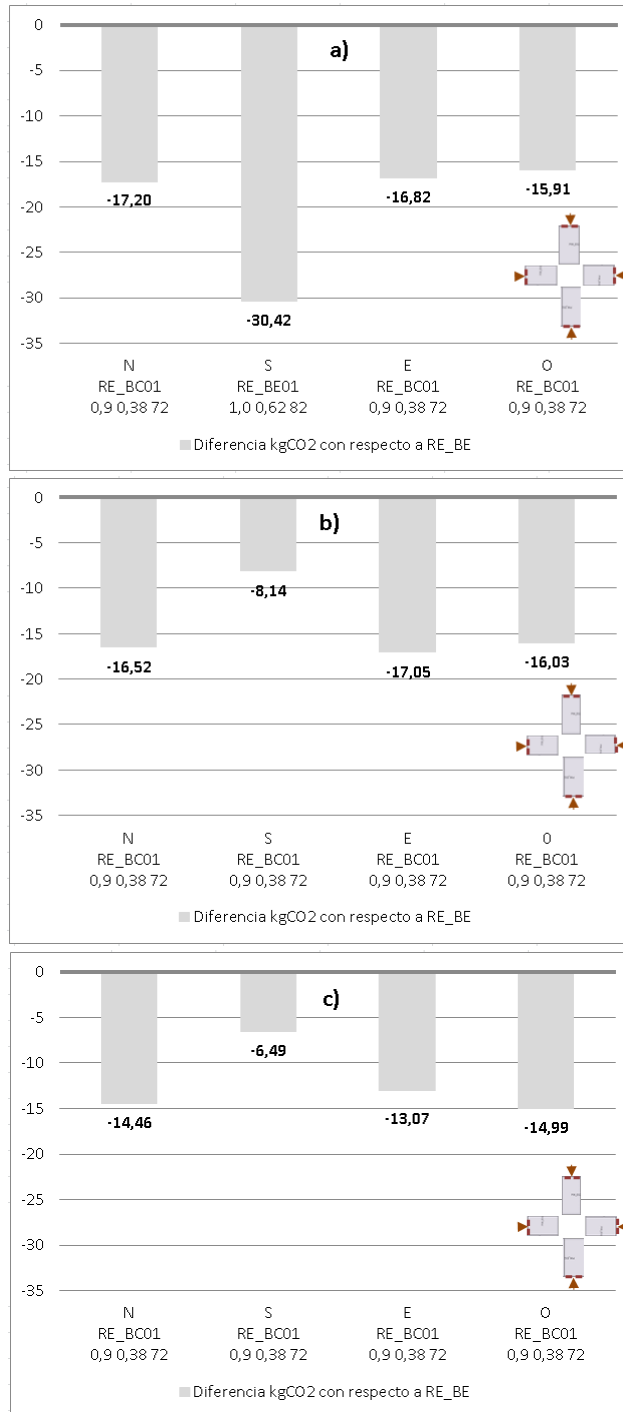 a)
0
-5
-10
-15
-20
-25
-30
-35
-17,20
-30,42
-16,82
-15,91
N S E O
RE_BC01 RE_BE01 RE_BC01 RE_BC01
0,9 0,38 72 1,0 0,62 82 0,9 0,38 72 0,9 0,38 72
Diferencia kgCO2 con respecto a RE_BE
b)
0
-5
-10
-15
-20
-25
-30
-35
-16,52
-8,14
-17,05
-16,03
N S E 0
RE_BC01 RE_BC01 RE_BC01 RE_BC01
0,9 0,38 72 0,9 0,38 72 0,9 0,38 72 0,9 0,38 72
Diferencia kgCO2 con respecto a RE_BE
c)
0
-5
-10
-15
-20
-25
-30
-35
-14,46
-6,49
-13,07
-14,99
N S E O
RE_BC01 RE_BC01 RE_BC01 RE_BC01
0,9 0,38 72 0,9 0,38 72 0,9 0,38 72 0,9 0,38 72
Diferencia kgCO2 con respecto a RE_BE